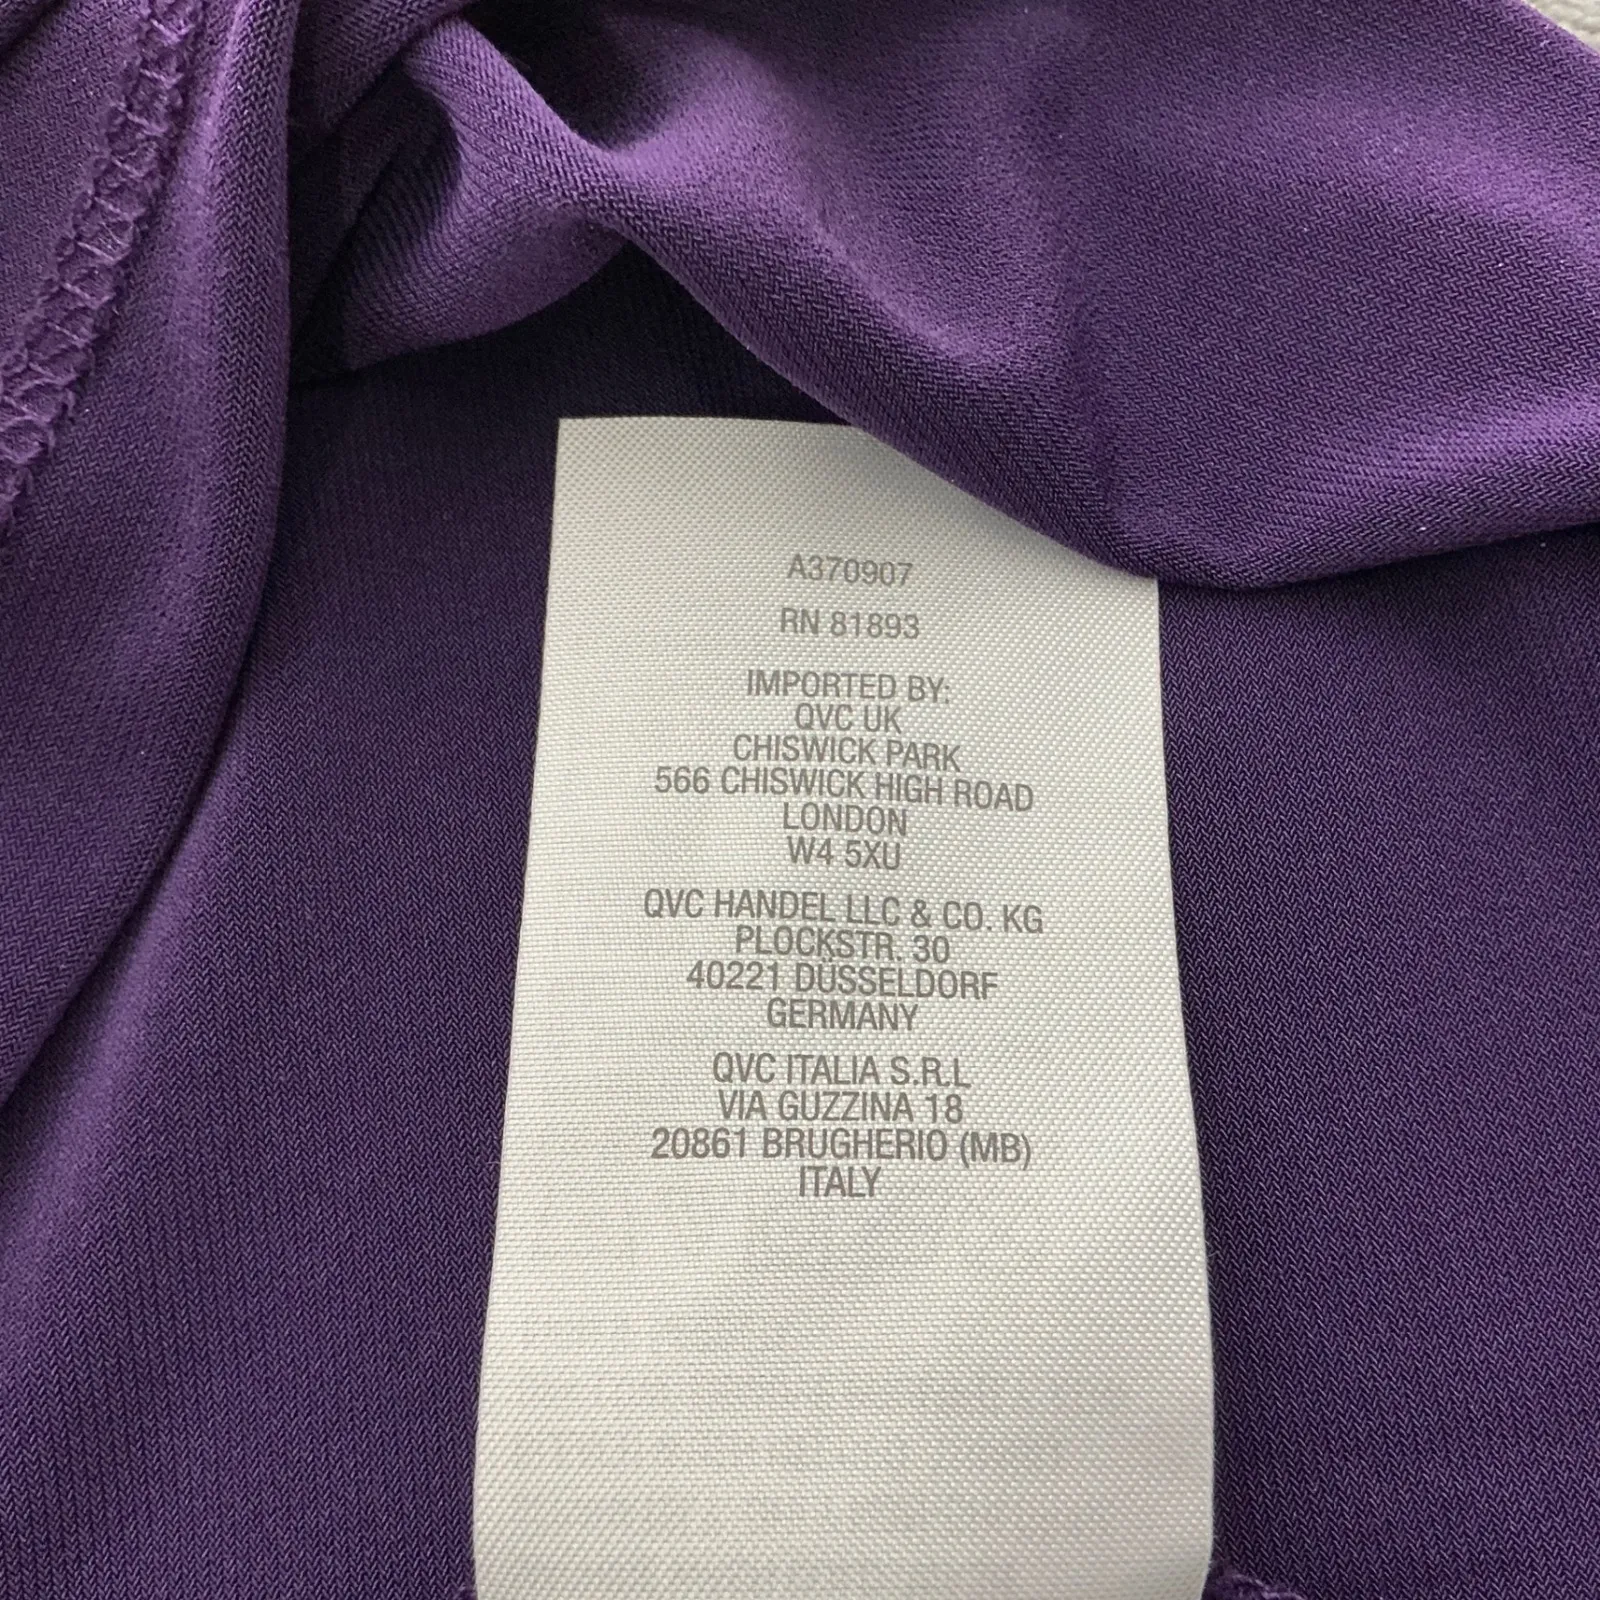 A370907
RN 81893
IMPORTED BY:
QVC UK
CHISWICK PARK
566 CHISWICK HIGH ROAD
LONDON
W4 5XU
QVC HANDEL LLC & CO. KG
PLOCKSTR. 30
40221 DÜSSELDORF
GERMANY
QVC ITALIA S.R.L
VIA GUZZINA 18
20861 BRUGHERIO (MB)
ITALY